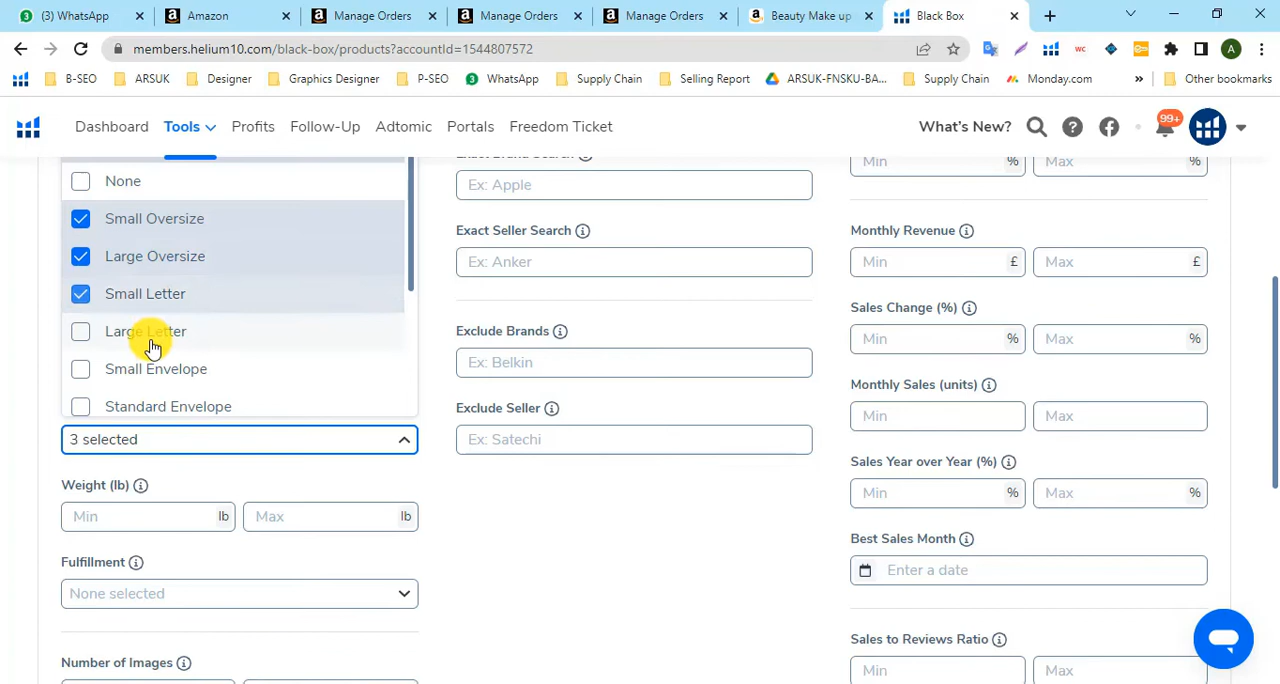 (3) WhatsApp
Amazon
Manage Orders
Manage Orders
Manage Orders
Beauty Make up
Black Box
members.helium10.com/black-box/products?accountId=1544807572
B-SEO
ARSUK
Designer
Graphics Designer
P-SEO
WhatsApp
Supply Chain
Selling Report
ARSUK-FNSKU-BA...
Supply Chain
Monday.com
»
Other bookmarks
Dashboard
Tools
Profits
Follow-Up
Adtomic
Portals
Freedom Ticket
What's New?
99+
None
Small Oversize
Large Oversize
Small Letter
Large Letter
Small Envelope
Standard Envelope
3 selected
Weight (lb)
Min lb Max lb
Fulfillment
None selected
Number of Images
Ex: Apple
Exact Seller Search
Ex: Anker
Exclude Brands
Ex: Belkin
Exclude Seller
Ex: Satechi
Min % Max %
Monthly Revenue
Min £ Max £
Sales Change (%)
Min % Max %
Monthly Sales (units)
Min Max
Sales Year over Year (%)
Min % Max %
Best Sales Month
Enter a date
Sales to Reviews Ratio
Min Max